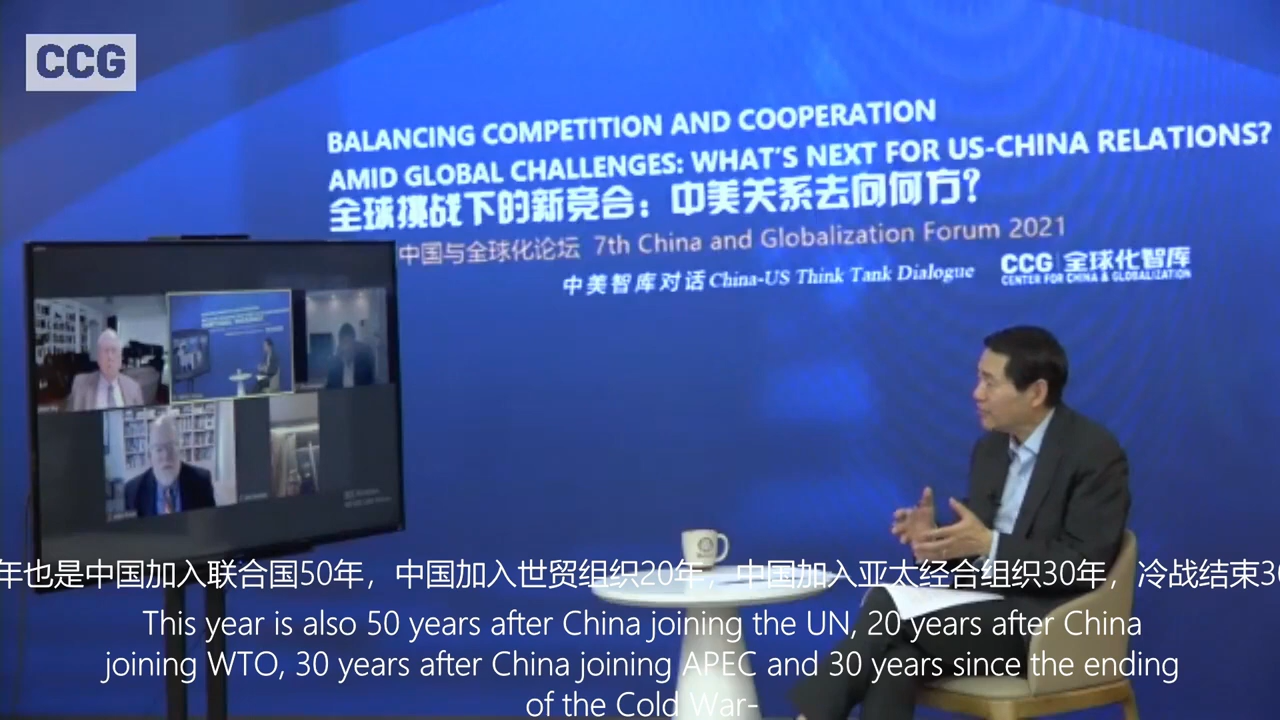 CCG
BALANCING COMPETITION AND COOPERATION
AMID GLOBAL CHALLENGES: WHAT'S NEXT FOR US-CHINA RELATIONS?
全球挑战下的新竞合：中美关系去向何方？
中国与全球化论坛 7th China and Globalization Forum 2021
中美智库对话 China-US Think Tank Dialogue
CCG 全球化智库
CENTER FOR CHINA & GLOBALIZATION
年也是中国加入联合国50年，中国加入世贸组织20年，中国加入亚太经合组织30年，冷战结束3
This year is also 50 years after China joining the UN, 20 years after China
joining WTO, 30 years after China joining APEC and 30 years since the ending
of the Cold War-